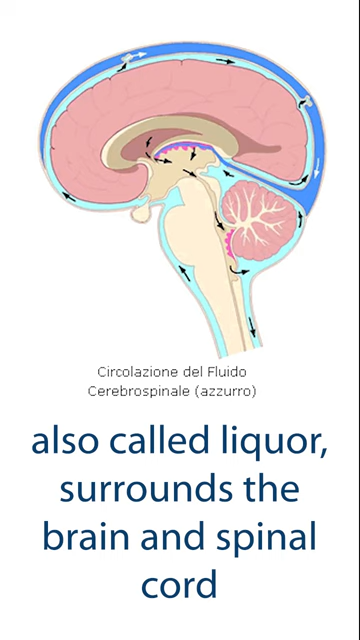 Circolazione del Fluido
Cerebrospinale (azzurro)
also called liquor,
surrounds the
brain and spinal
cord